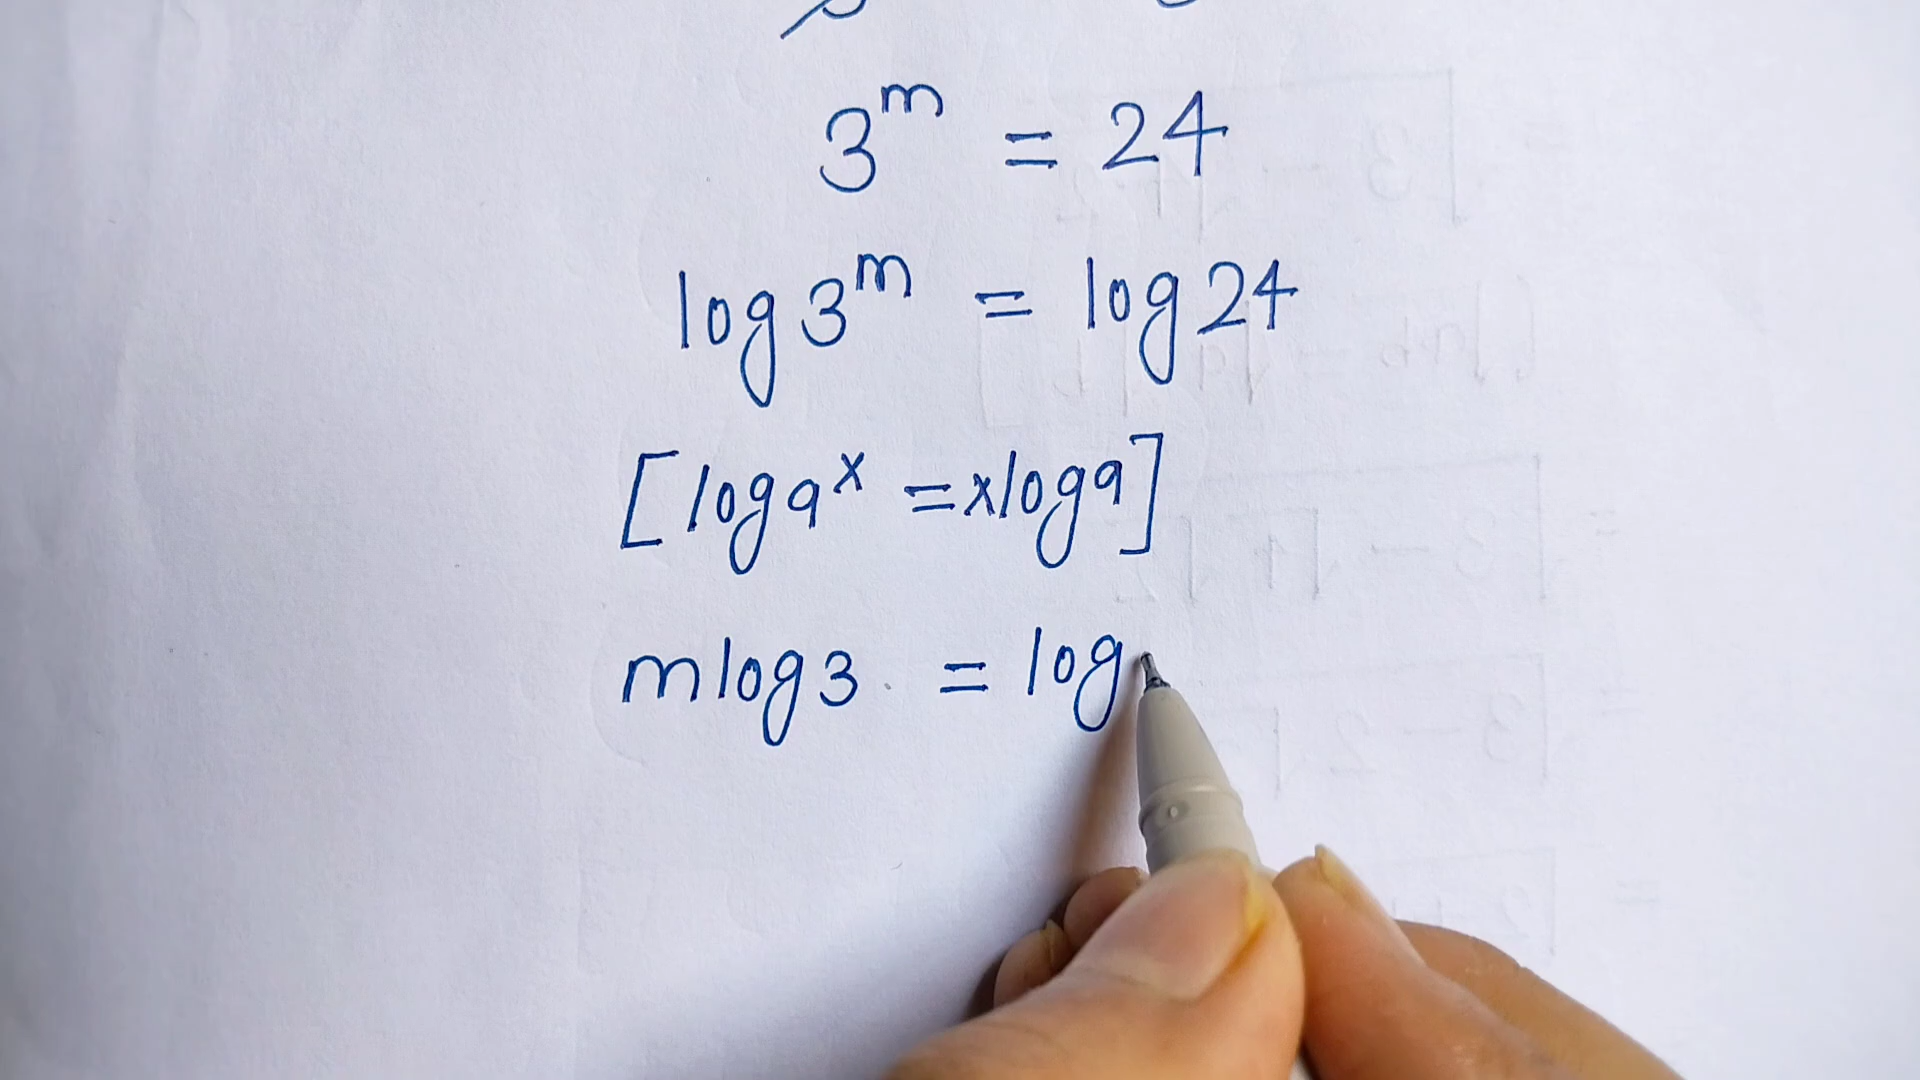 3^m = 24
log 3^m = log 24
[log a^x = x log a]
m log 3 = log